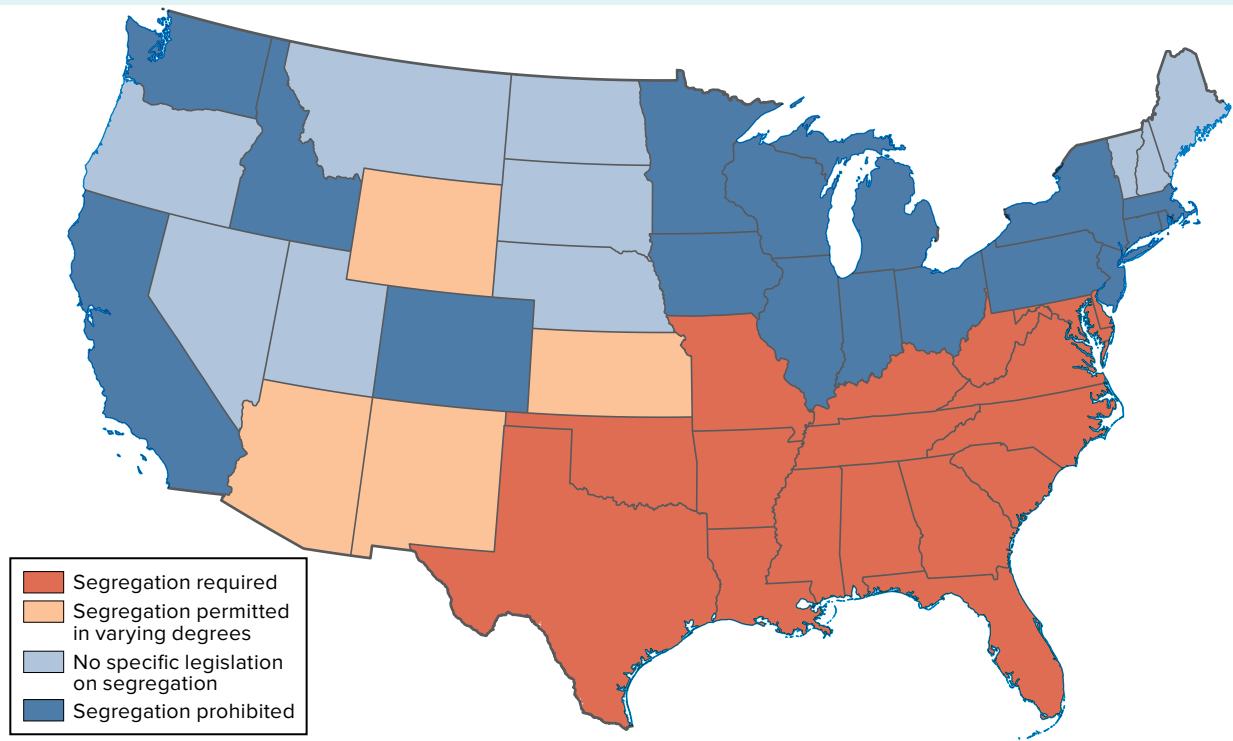 Segregation required
Segregation permitted
in varying degrees
No specific legislation
on segregation
Segregation prohibited